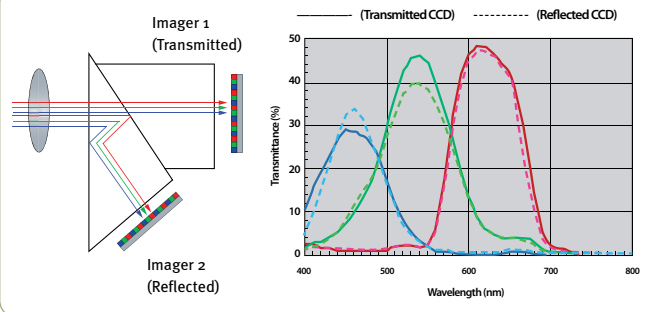 Imager 1
(Transmitted)
Imager 2
(Reflected)
(Transmitted CCD) (Reflected CCD)
Transmittance (%)
50
40
30
20
10
0
400 500 600 700 800
Wavelength (nm)